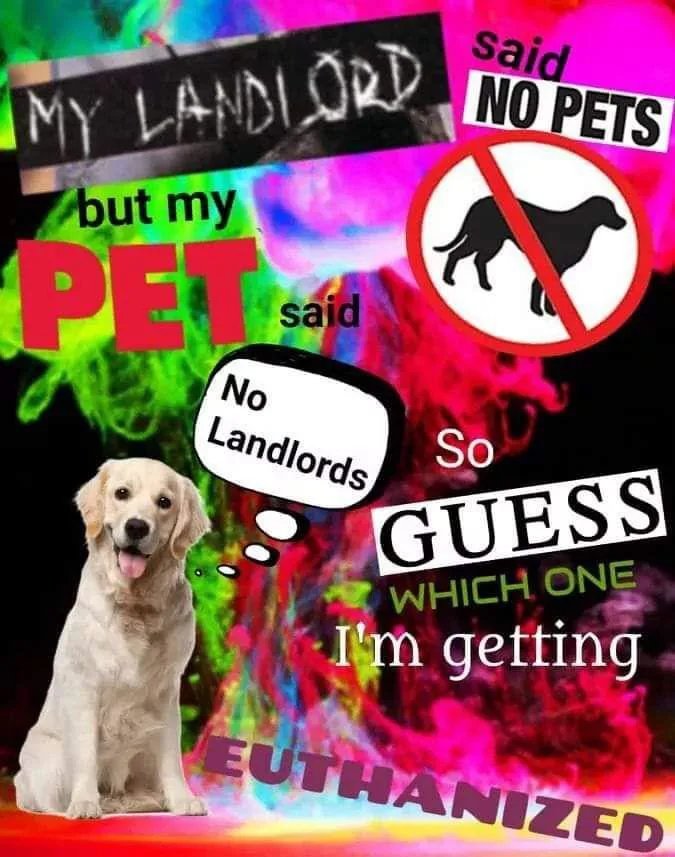 MY LANDLORD
said
NO PETS
but my
PET
said
No
Landlords
So
GUESS
WHICH ONE
I'm getting
EUTHANIZED